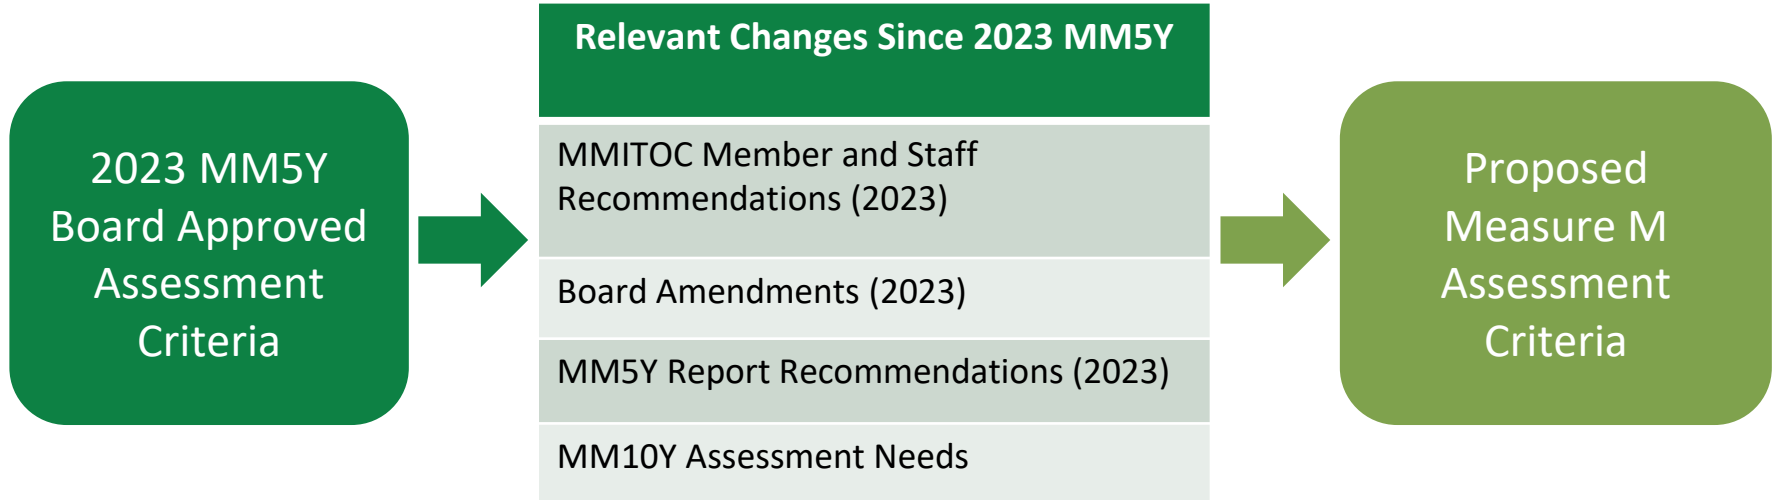 2023 MM5Y
Board Approved
Assessment
Criteria
Relevant Changes Since 2023 MM5Y
MMITOC Member and Staff
Recommendations (2023)
Board Amendments (2023)
MM5Y Report Recommendations (2023)
MM10Y Assessment Needs
Proposed
Measure M
Assessment
Criteria